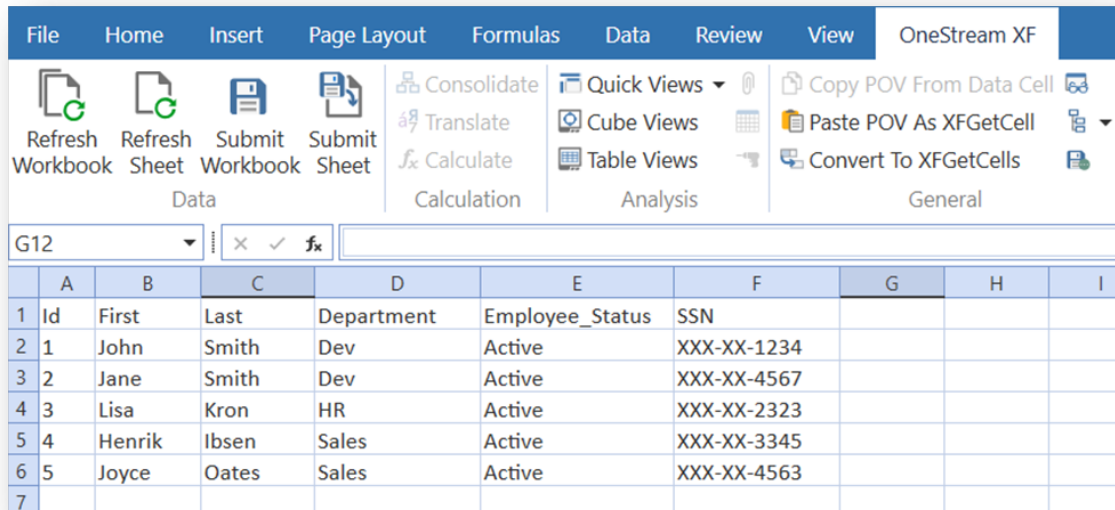 File Home Insert Page Layout Formulas Data Review View OneStream XF
Consolidate Quick Views Copy POV From Data Cell
Translate Cube Views Paste POV As XFGetCell
Calculate Table Views Convert To XFGetCells
Refresh Workbook Refresh Sheet Submit Workbook Submit Sheet
Data Calculation Analysis General
G12 fx
A B C D E F G H I
1 Id First Last Department Employee_Status SSN
2 1 John Smith Dev Active XXX-XX-1234
3 2 Jane Smith Dev Active XXX-XX-4567
4 3 Lisa Kron HR Active XXX-XX-2323
5 4 Henrik Ibsen Sales Active XXX-XX-3345
6 5 Joyce Oates Sales Active XXX-XX-4563
7